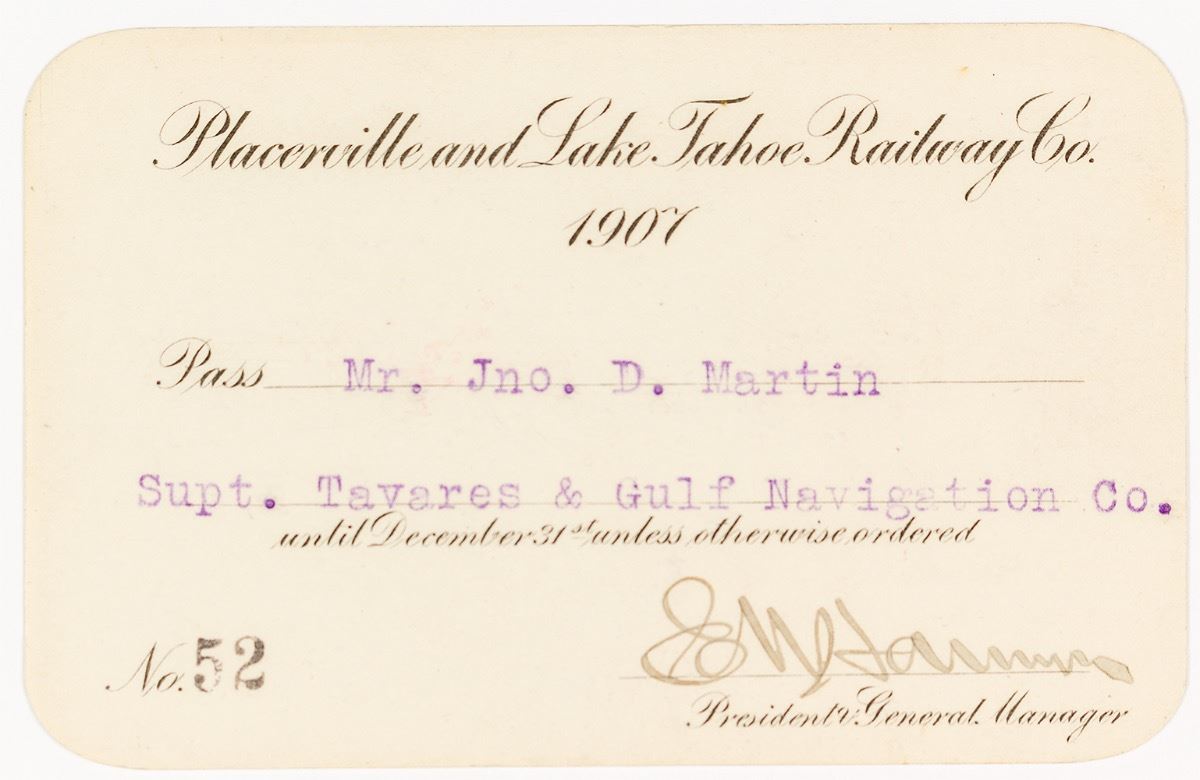 Placerville and Lake Tahoe Railway Co.
1907
Pass Mr. Jno. D. Martin
Supt. Tavares & Gulf Navigation Co.
until December 31st unless otherwise ordered
No. 52
President & General Manager